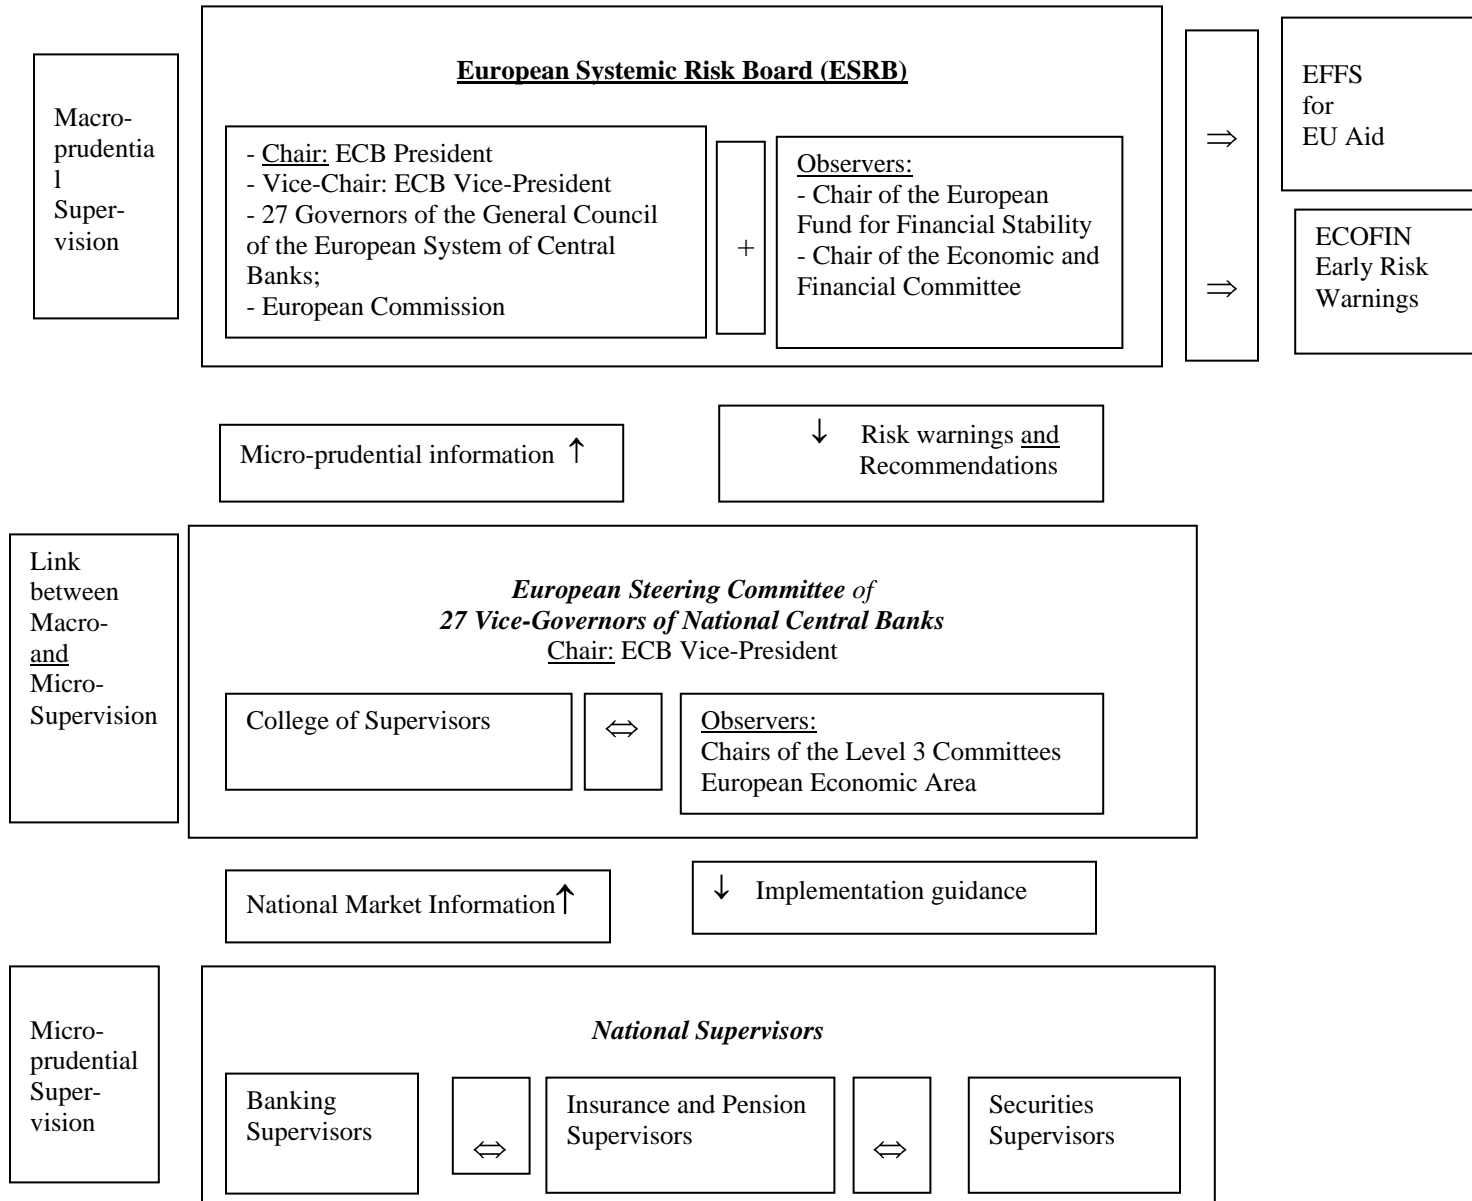 European Systemic Risk Board (ESRB)
Macro-
prudentia
l
Super-
vision
- Chair: ECB President
- Vice-Chair: ECB Vice-President
- 27 Governors of the General Council
of the European System of Central
Banks;
- European Commission
+
Observers:
- Chair of the European
Fund for Financial Stability
- Chair of the Economic and
Financial Committee
⇒
⇒
EFFS
for
EU Aid
ECOFIN
Early Risk
Warnings
Micro-prudential information ↑
↓ Risk warnings and
Recommendations
Link
between
Macro-
and
Micro-
Supervision
European Steering Committee of
27 Vice-Governors of National Central Banks
Chair: ECB Vice-President
College of Supervisors
⇔
Observers:
Chairs of the Level 3 Committees
European Economic Area
National Market Information↑
↓ Implementation guidance
Micro-
prudential
Super-
vision
National Supervisors
Banking
Supervisors
⇔
Insurance and Pension
Supervisors
⇔
Securities
Supervisors